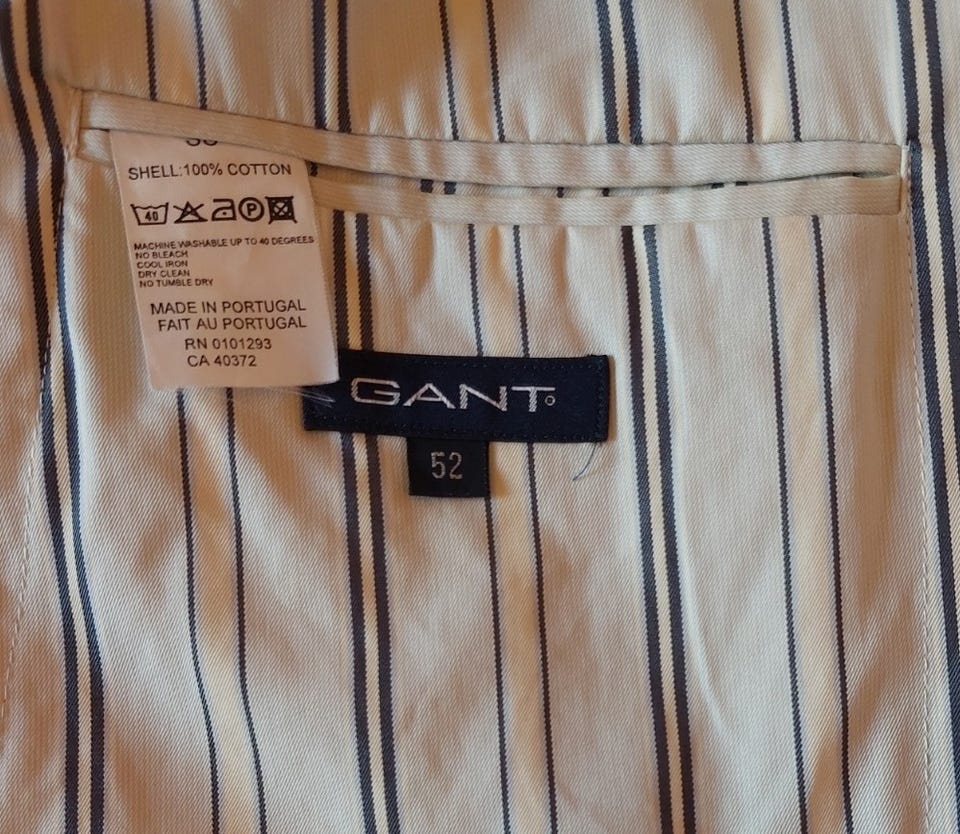 SHELL:100% COTTON
40 P
MACHINE WASHABLE UP TO 40 DEGREES
NO BLEACH
COOL IRON
DRY CLEAN
NO TUMBLE DRY
MADE IN PORTUGAL
FAIT AU PORTUGAL
RN 0101293
CA 40372
GANT®
52